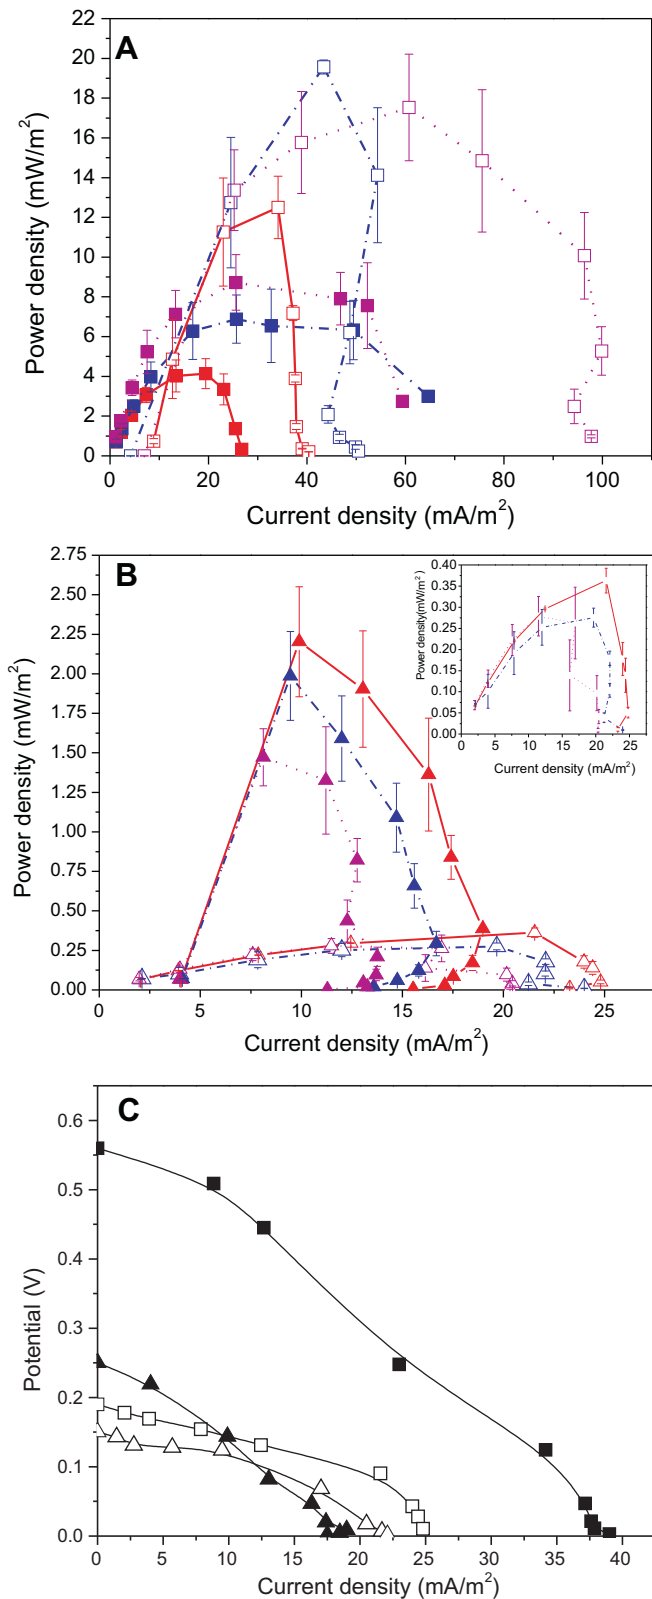 A
22
20
18
16
14
12
10
8
6
4
2
0
Power density (mW/m²)
0 20 40 60 80 100
Current density (mA/m²)
B
2.75
2.50
2.25
2.00
1.75
1.50
1.25
1.00
0.75
0.50
0.25
0.00
Power density (mW/m²)
0 5 10 15 20 25
Current density (mA/m²)
0.40
0.35
0.30
0.25
0.20
0.15
0.10
0.05
0.00
Power density(mW/m²)
0 5 10 15 20 25
Current density (mA/m²)
C
0.6
0.5
0.4
0.3
0.2
0.1
0.0
Potential (V)
0 10 15 20 25 30 35 40
Current density (mA/m²)